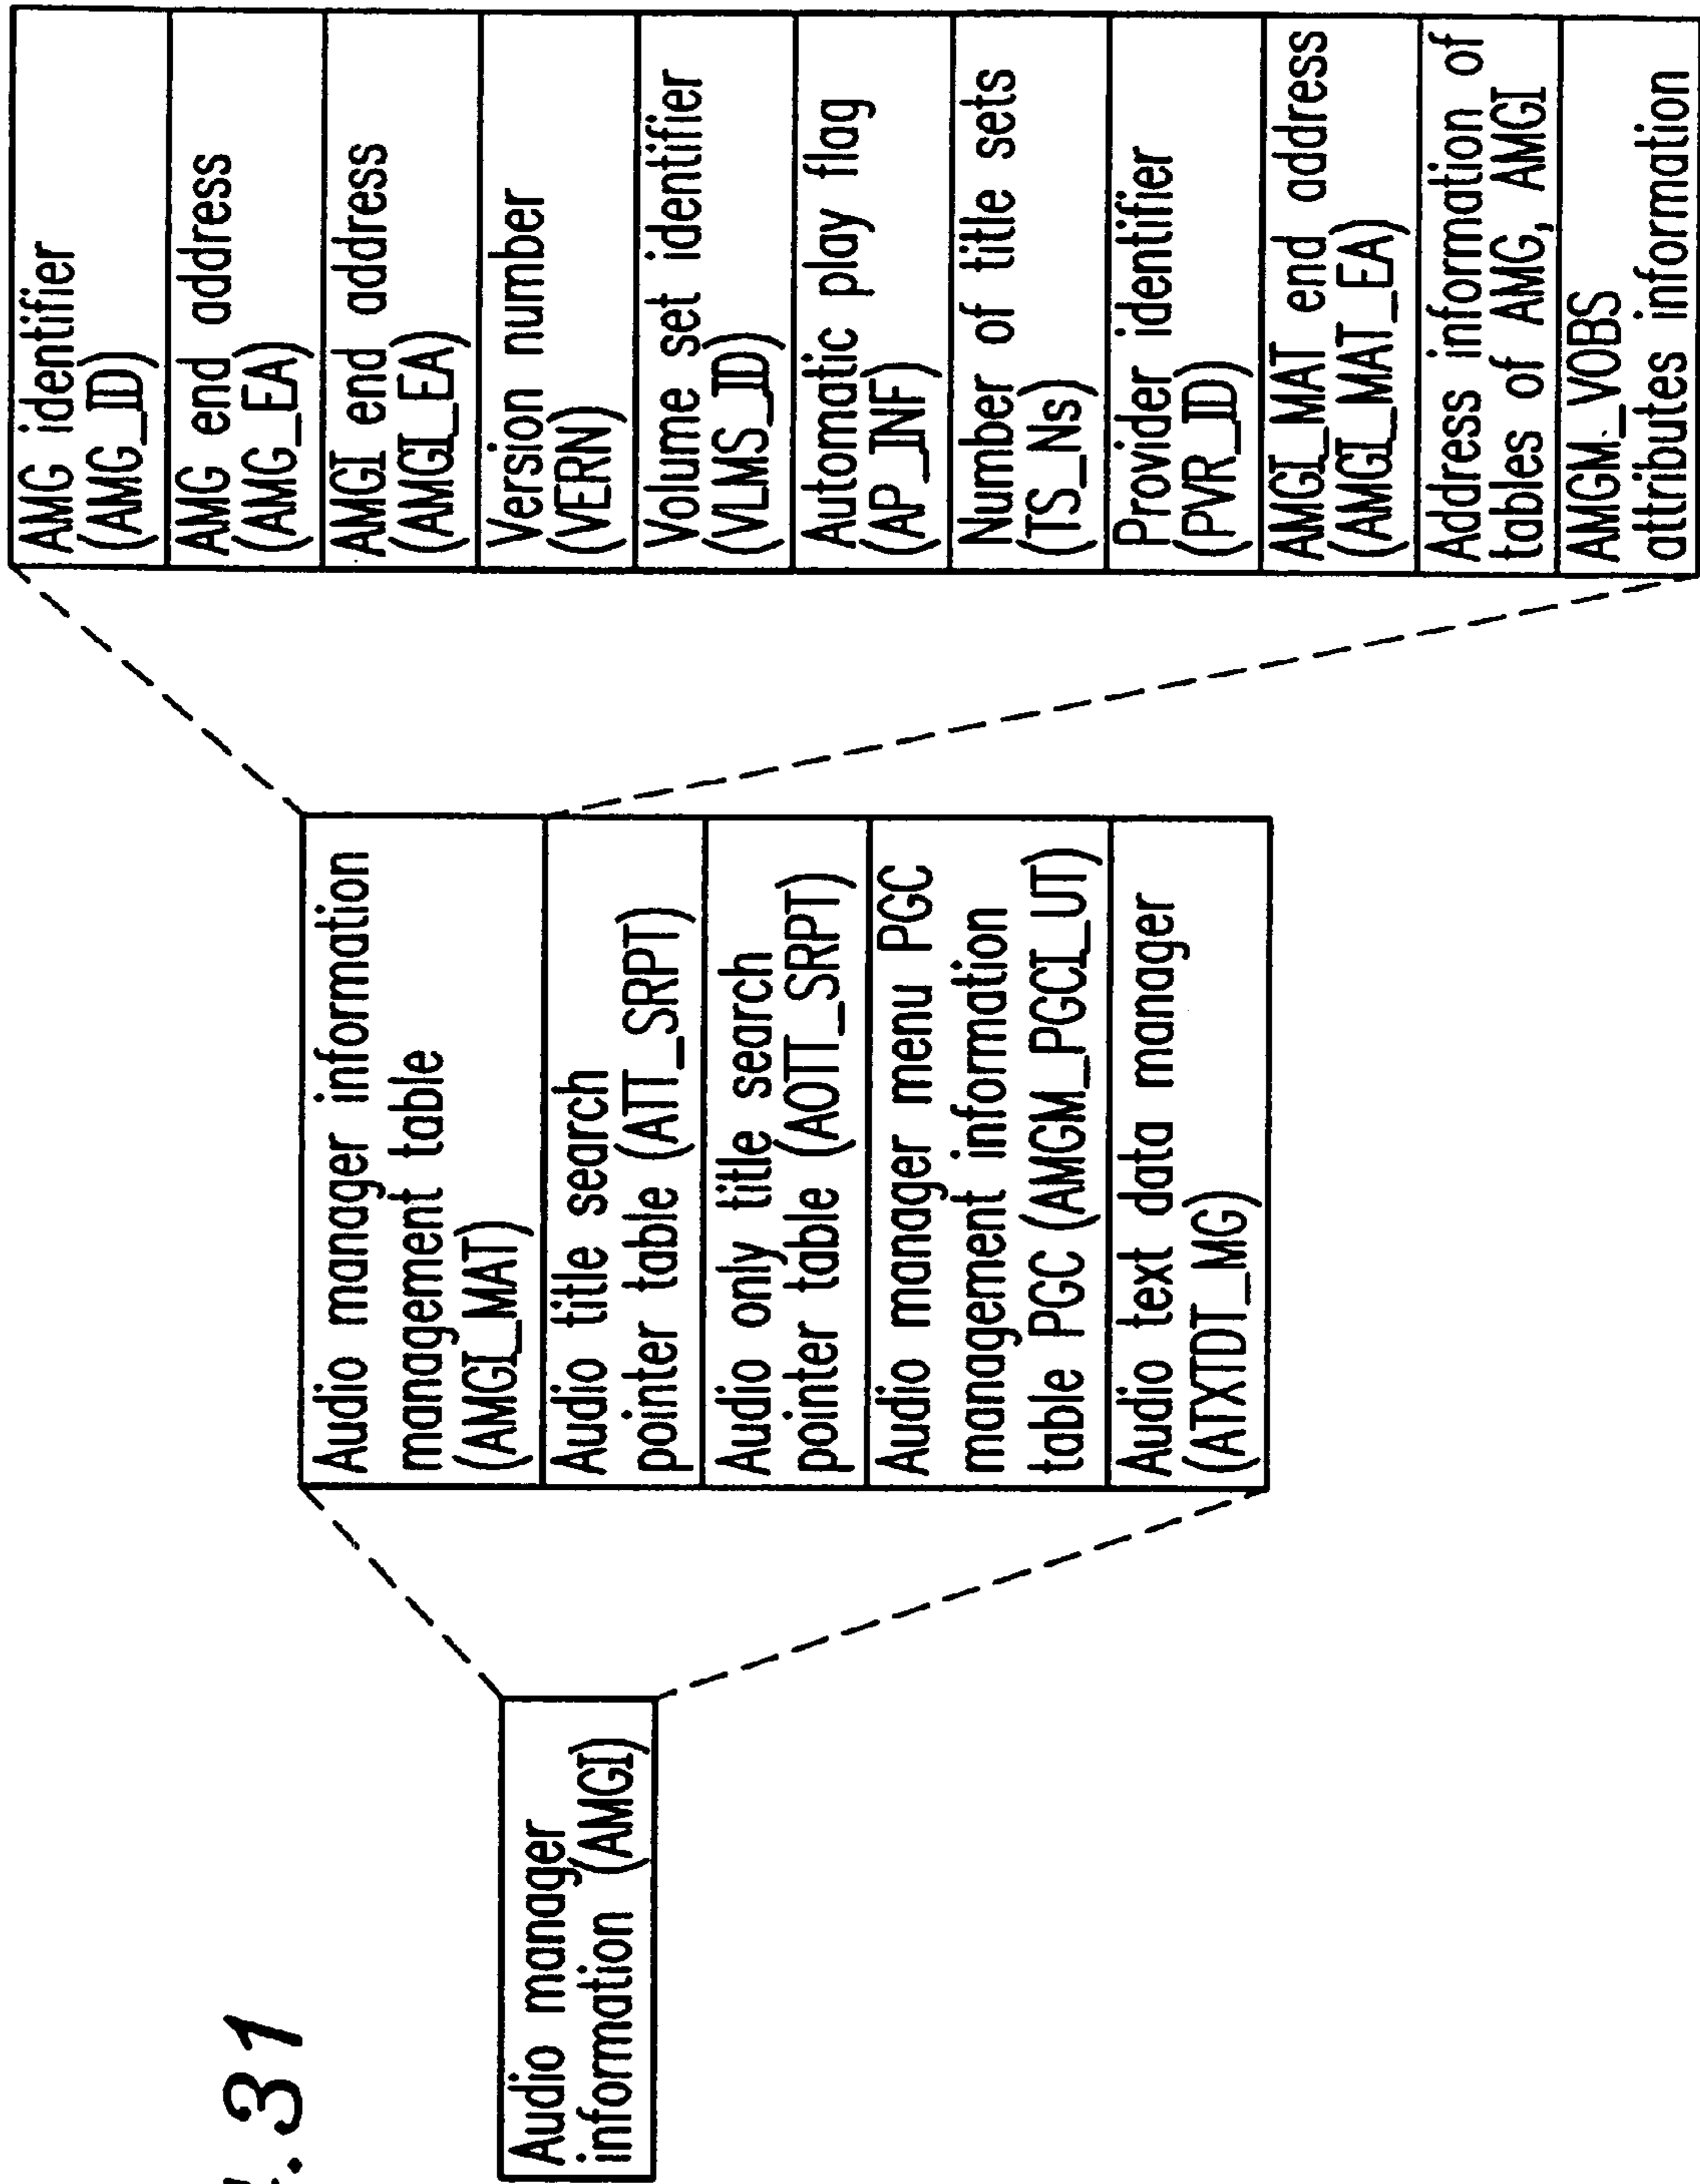 . 31
Audio manager
information (AMGI)
Audio manager information
management table
(AMGI_MAT)
Audio title search
pointer table (ATT_SRPT)
Audio only title search
pointer table (AOTT_SRPT)
Audio manager menu PGC
management information
table PGC (AMGM_PGCI_UT)
Audio text data manager
(ATXTDT_MG)
AMG identifier
(AMG_ID)
AMG end address
(AMG_EA)
AMGI end address
(AMGI_EA)
Version number
(VERN)
Volume set identifier
(VLMS_ID)
Automatic play flag
(AP_INF)
Number of title sets
(TS_Ns)
Provider identifier
(PVR_ID)
AMGI_MAT end address
(AMGI_MAT_EA)
Address information of
tables of AMG, AMGI
AMGM_VOBS
attributes information